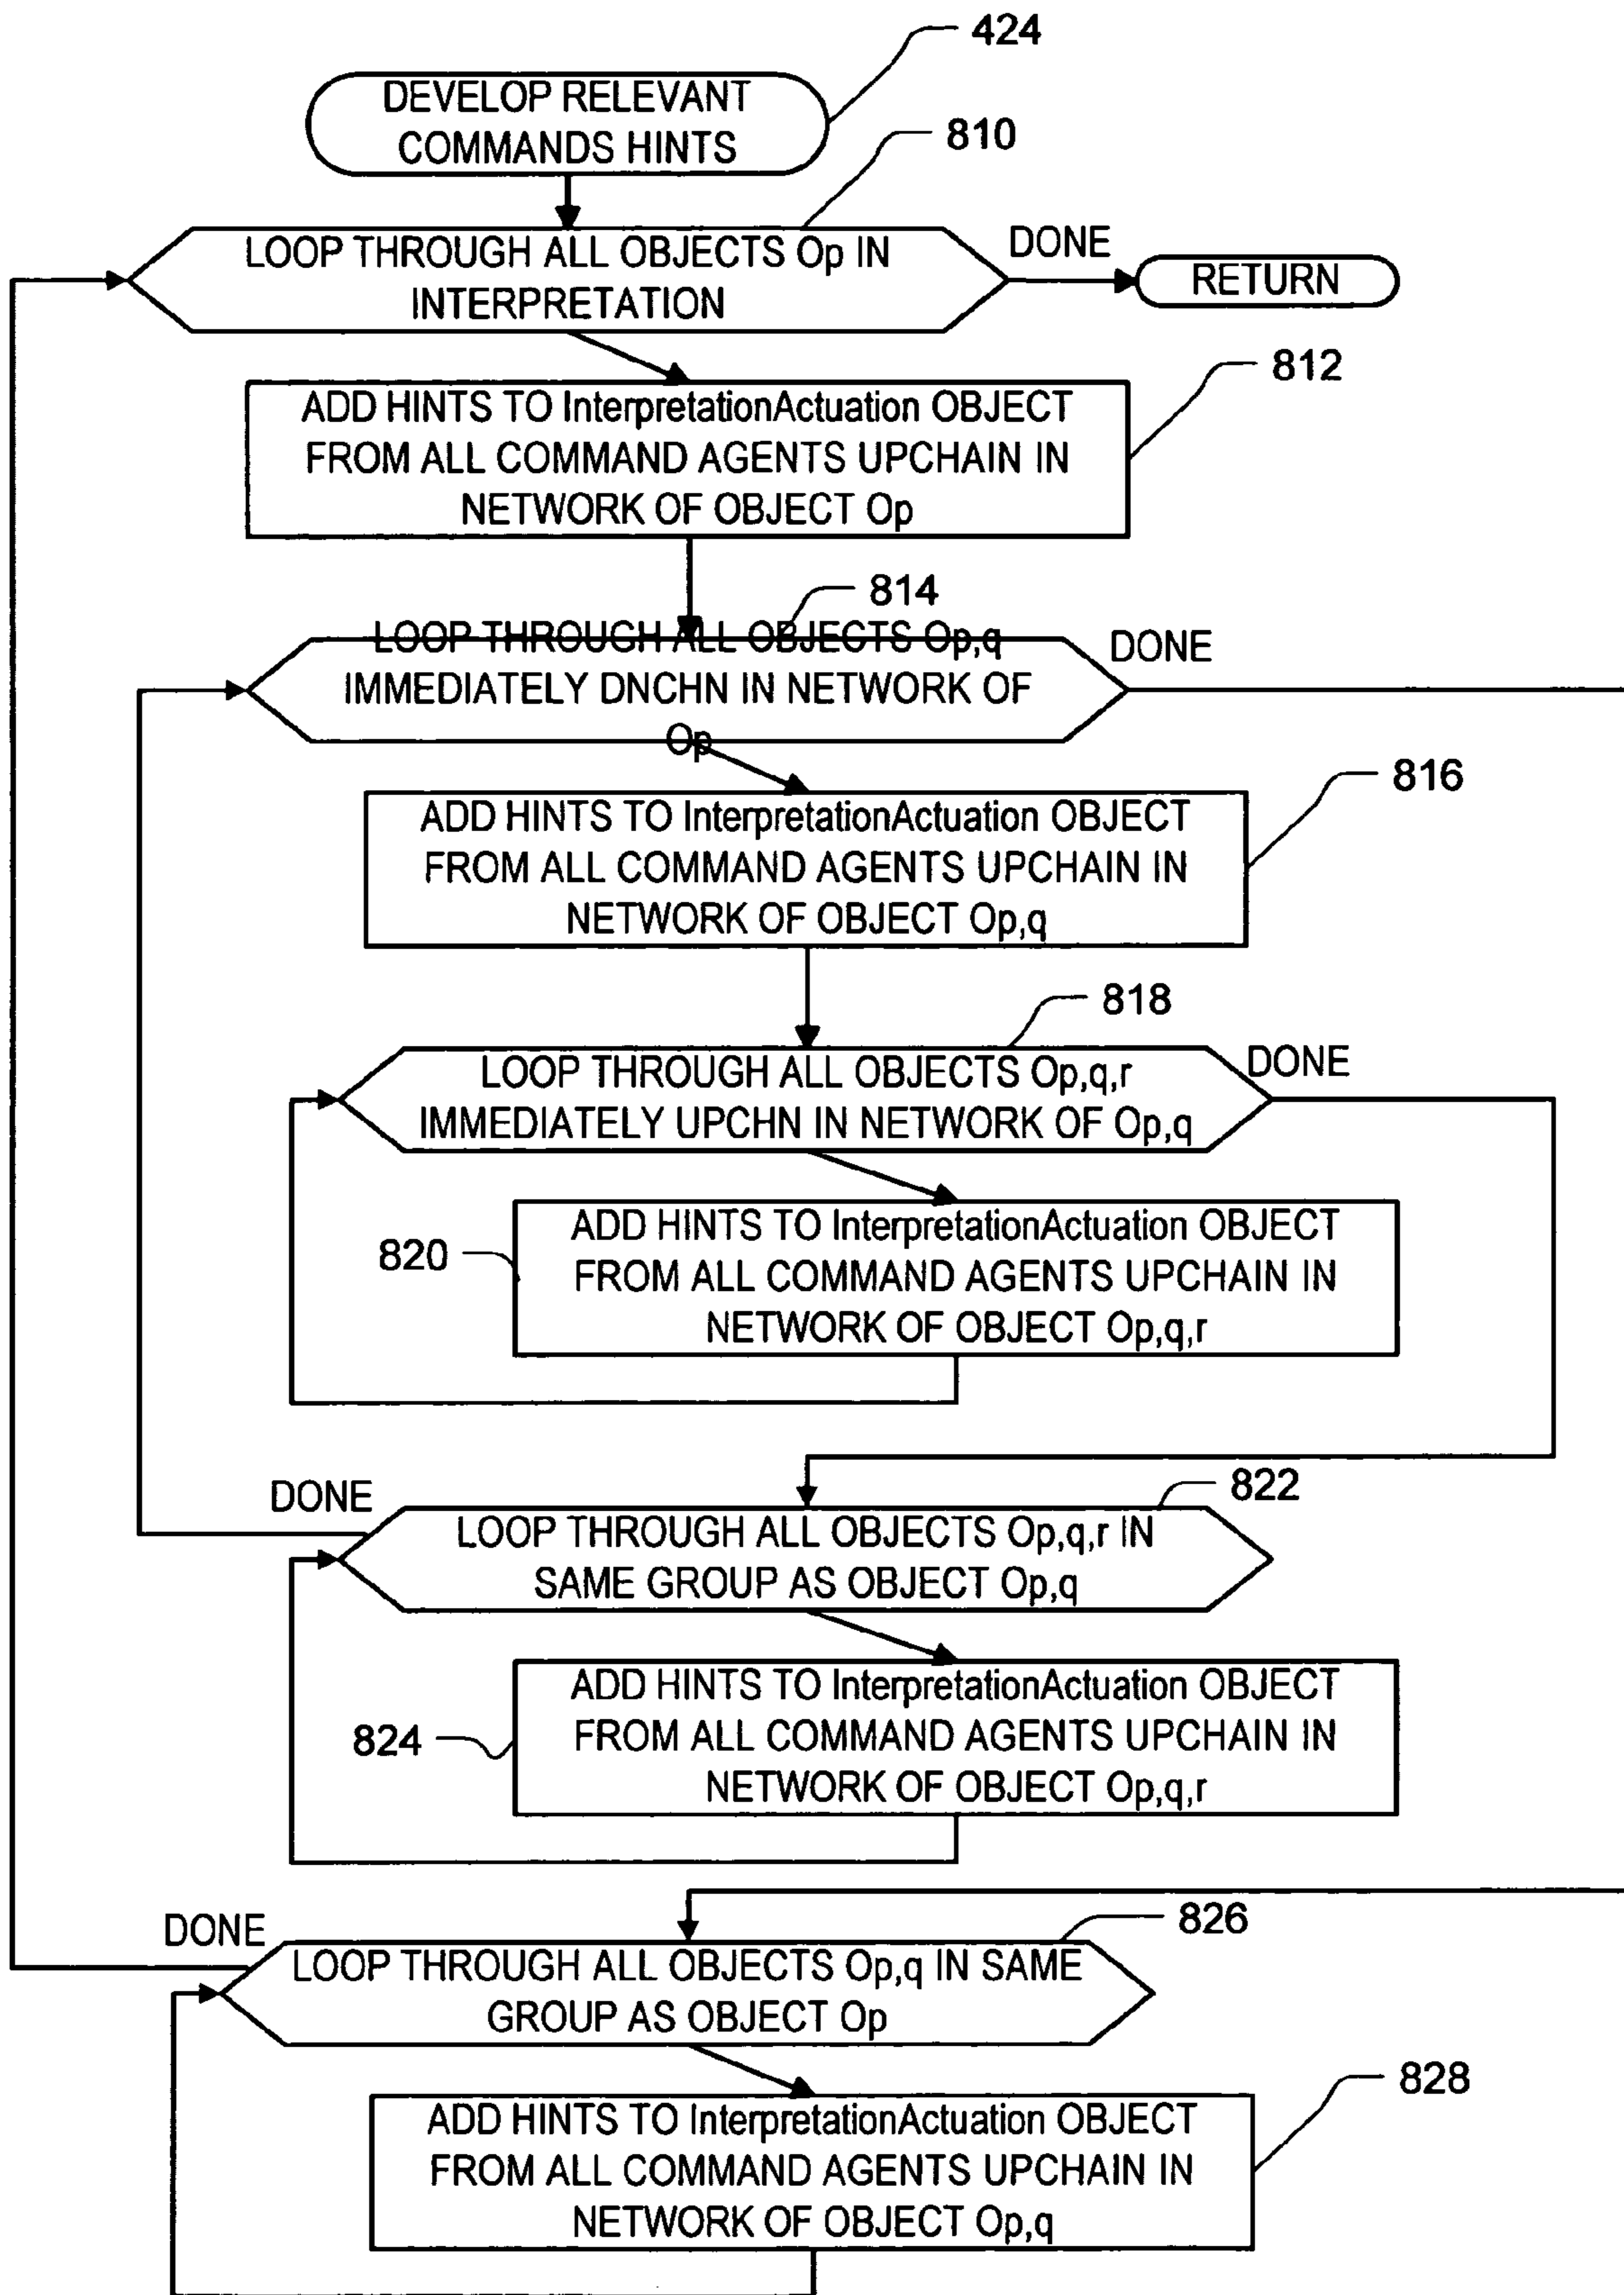 424
DEVELOP RELEVANT
COMMANDS HINTS
810
LOOP THROUGH ALL OBJECTS Op IN
INTERPRETATION
DONE
RETURN
812
ADD HINTS TO InterpretationActuation OBJECT
FROM ALL COMMAND AGENTS UPCHAIN IN
NETWORK OF OBJECT Op
814
LOOP THROUGH ALL OBJECTS Op,q
IMMEDIATELY DNCHN IN NETWORK OF
Op
DONE
816
ADD HINTS TO InterpretationActuation OBJECT
FROM ALL COMMAND AGENTS UPCHAIN IN
NETWORK OF OBJECT Op,q
818
LOOP THROUGH ALL OBJECTS Op,q,r
IMMEDIATELY UPCHN IN NETWORK OF Op,q
DONE
820
ADD HINTS TO InterpretationActuation OBJECT
FROM ALL COMMAND AGENTS UPCHAIN IN
NETWORK OF OBJECT Op,q,r
DONE
822
LOOP THROUGH ALL OBJECTS Op,q,r IN
SAME GROUP AS OBJECT Op,q
824
ADD HINTS TO InterpretationActuation OBJECT
FROM ALL COMMAND AGENTS UPCHAIN IN
NETWORK OF OBJECT Op,q,r
DONE
826
LOOP THROUGH ALL OBJECTS Op,q IN SAME
GROUP AS OBJECT Op
828
ADD HINTS TO InterpretationActuation OBJECT
FROM ALL COMMAND AGENTS UPCHAIN IN
NETWORK OF OBJECT Op,q